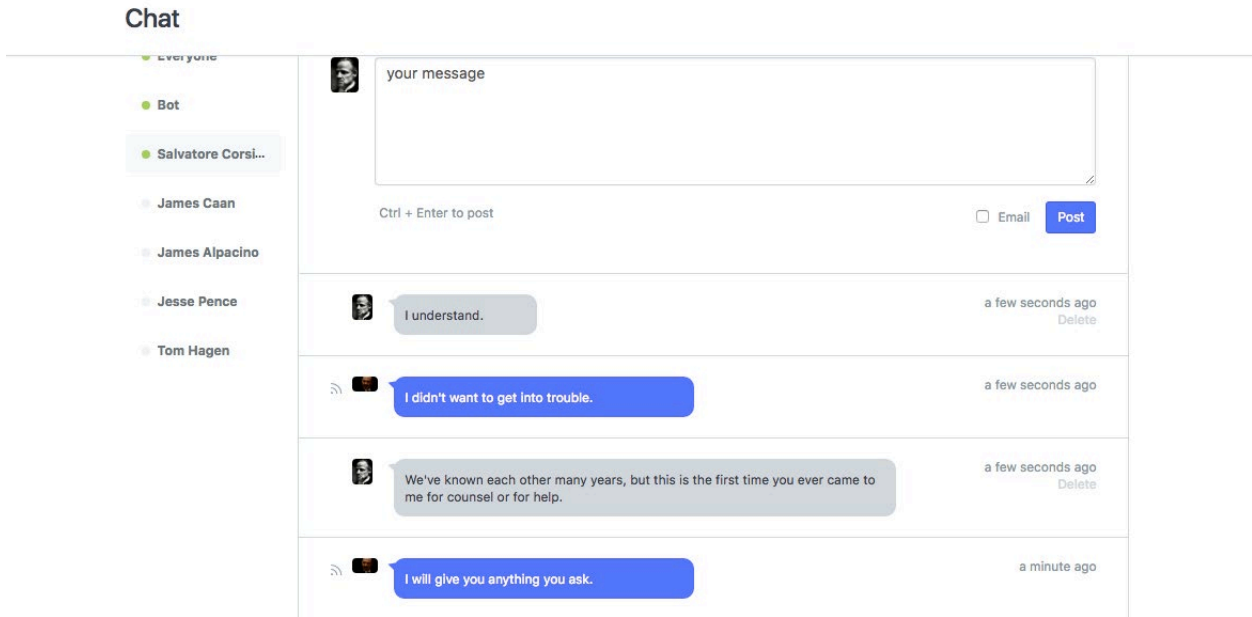 Chat
Everyone
Bot
Salvatore Corsi...
James Caan
James Alpacino
Jesse Pence
Tom Hagen
your message
Ctrl + Enter to post
Email
Post
I understand.
a few seconds ago
Delete
I didn't want to get into trouble.
a few seconds ago
We've known each other many years, but this is the first time you ever came to
me for counsel or for help.
a few seconds ago
Delete
I will give you anything you ask.
a minute ago